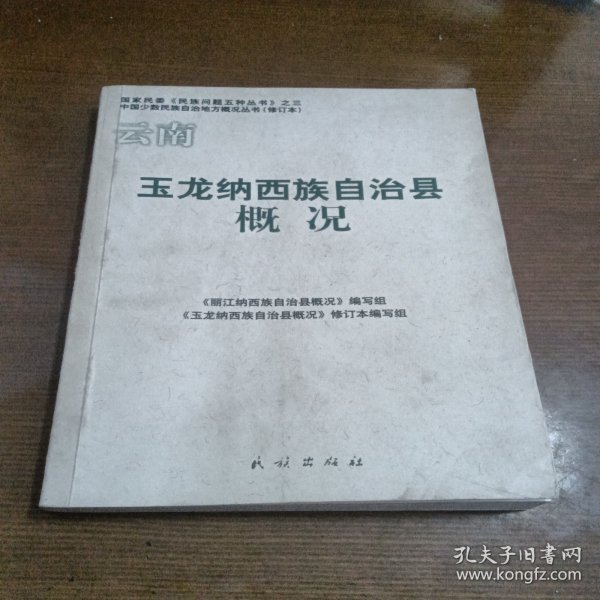 国家民委《民族问题五种丛书》之三
中国少数民族自治地方概况丛书（修订本）
云南
玉龙纳西族自治县
概况
《丽江纳西族自治县概况》编写组
《玉龙纳西族自治县概况》修订本编写组
民族出版社
孔夫子旧书网
www.kongfz.com